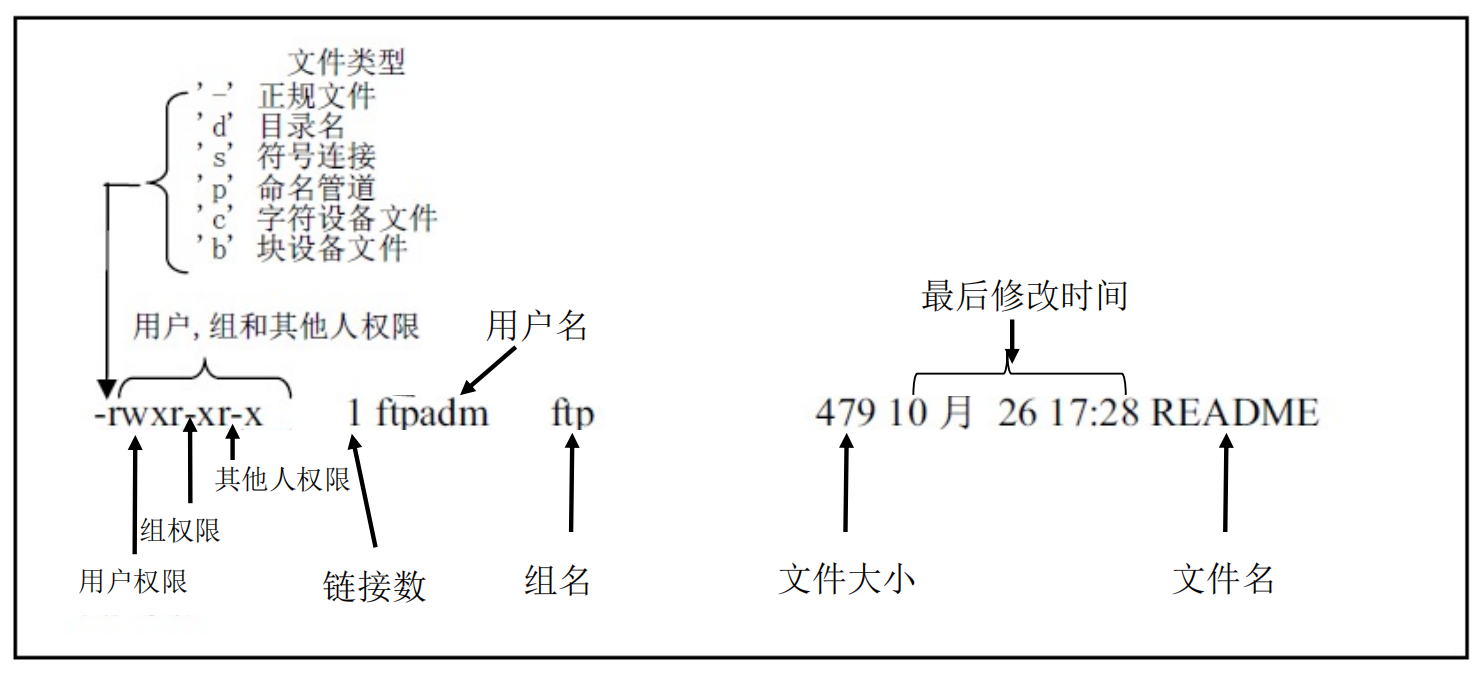 文件类型
'-' 正规文件
'd' 目录名
's' 符号连接
'p' 命名管道
'c' 字符设备文件
'b' 块设备文件
最后修改时间
用户,组和其他人权限
用户名
-rwxr-xr-x 1 ftpadm ftp 479 10 月 26 17:28 README
其他人权限
组权限
用户权限
链接数
组名
文件大小
文件名